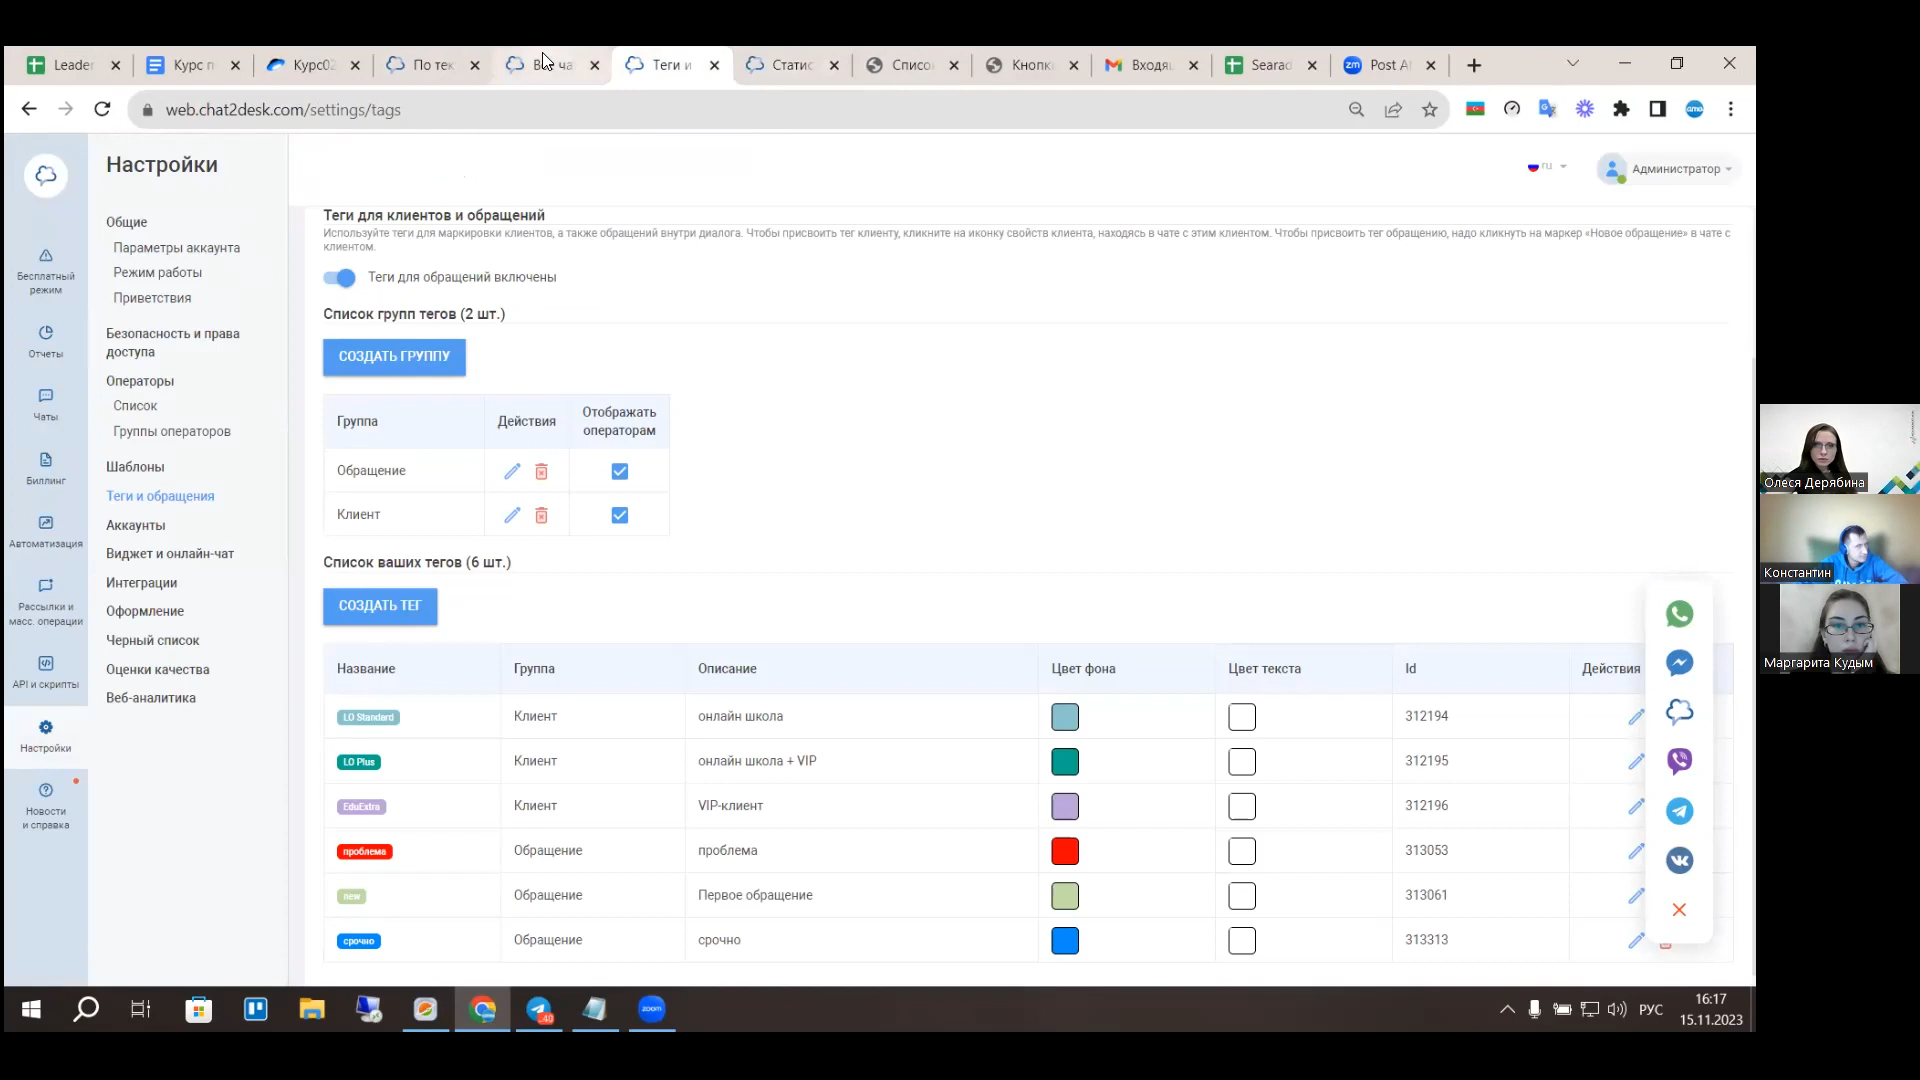 Leade
Курс п
Курс02
По тек
Теги и
Статис
Списо
Кнопк
Входящ
Searad
Post A
web.chat2desk.com/settings/tags
Настройки
ru
Администратор
Общие
Параметры аккаунта
Режим работы
Приветствия
Безопасность и права
доступа
Операторы
Список
Группы операторов
Шаблоны
Теги и обращения
Аккаунты
Виджет и онлайн-чат
Интеграции
Оформление
Черный список
Оценки качества
Веб-аналитика
Бесплатный
режим
Отчеты
Чаты
Биллинг
Автоматизация
Рассылки и
масс. операции
API и скрипты
Настройки
Новости
и справка
Теги для клиентов и обращений
Используйте теги для маркировки клиентов, а также обращений внутри диалога. Чтобы присвоить тег клиенту, кликните на иконку свойств клиента, находясь в чате с этим клиентом. Чтобы присвоить тег обращению, надо кликнуть на маркер «Новое обращение» в чате с
клиентом.
Теги для обращений включены
Список групп тегов (2 шт.)
СОЗДАТЬ ГРУППУ
Группа Действия Отображать
операторам
Обращение
Клиент
Список ваших тегов (6 шт.)
СОЗДАТЬ ТЕГ
Название Группа Описание Цвет фона Цвет текста Id Действия
LO Standard Клиент онлайн школа 312194
LO Plus Клиент онлайн школа + VIP 312195
EduExtra Клиент VIP-клиент 312196
проблема Обращение проблема 313053
new Обращение Первое обращение 313061
срочно Обращение срочно 313313
Олеся Дерябина
Константин
Маргарита Кудым
40
zoom
РУС
16:17
15.11.2023